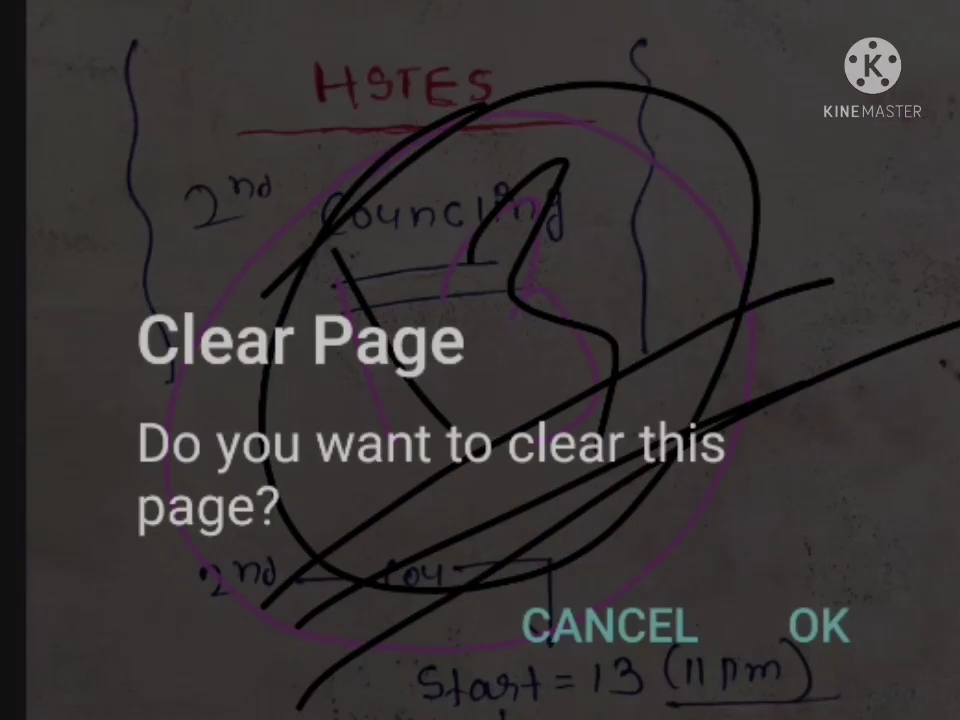 HSTES
KINEMASTER
2nd Councling
Clear Page
Do you want to clear this
page?
2nd Cou
CANCEL OK
Start = 13 (11 pm)